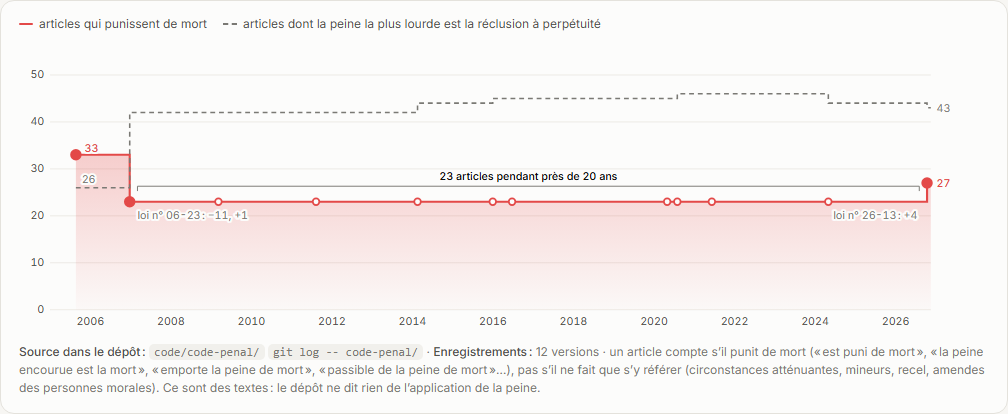 articles qui punissent de mort articles dont la peine la plus lourde est la réclusion à perpétuité
50
40
43
33
30
26
23 articles pendant près de 20 ans
27
20
loi n° 06-23 : −11, +1
loi n° 26-13 : +4
10
0
2006 2008 2010 2012 2014 2016 2018 2020 2022 2024 2026
Source dans le dépôt : code/code-penal/ git log -- code-penal/ · Enregistrements : 12 versions · un article compte s’il punit de mort (« est puni de mort », « la peine
encourue est la mort », « emporte la peine de mort », « passible de la peine de mort »…), pas s’il ne fait que s’y référer (circonstances atténuantes, mineurs, recel, amendes
des personnes morales). Ce sont des textes : le dépôt ne dit rien de l’application de la peine.